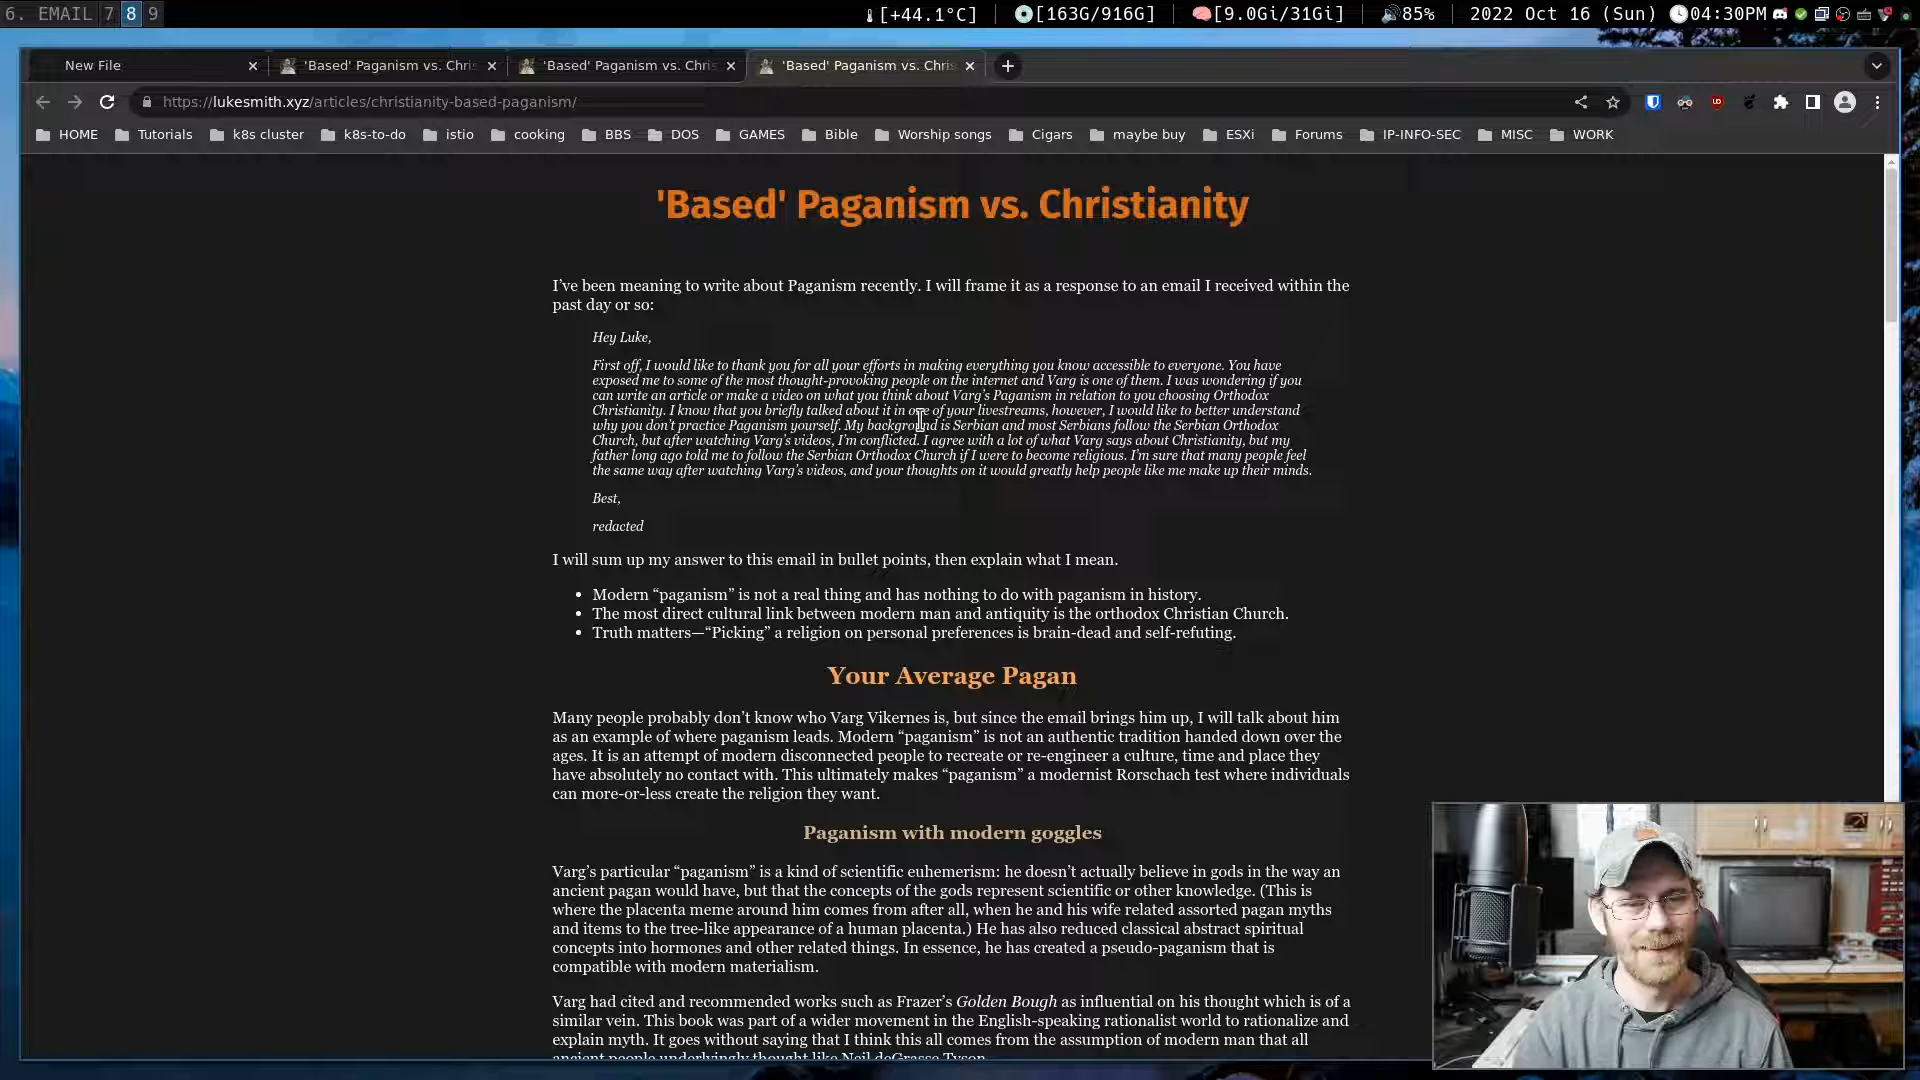 6. EMAIL 7 8 9 [+44.1°C] [163G/916G] [9.0Gi/31Gi] 85% 2022 Oct 16 (Sun) 04:30PM
New File 'Based' Paganism vs. Chris 'Based' Paganism vs. Chris 'Based' Paganism vs. Chris
https://lukesmith.xyz/articles/christianity-based-paganism/
HOME Tutorials k8s cluster k8s-to-do istio cooking BBS DOS GAMES Bible Worship songs Cigars maybe buy ESXi Forums IP-INFO-SEC MISC WORK
'Based' Paganism vs. Christianity
I’ve been meaning to write about Paganism recently. I will frame it as a response to an email I received within the
past day or so:
Hey Luke,
First off, I would like to thank you for all your efforts in making everything you know accessible to everyone. You have
exposed me to some of the most thought-provoking people on the internet and Varg is one of them. I was wondering if you
can write an article or make a video on what you think about Varg’s Paganism in relation to you choosing Orthodox
Christianity. I know that you briefly talked about it in one of your livestreams, however, I would like to better understand
why you don’t practice Paganism yourself. My background is Serbian and most Serbians follow the Serbian Orthodox
Church, but after watching Varg’s videos, I’m conflicted. I agree with a lot of what Varg says about Christianity, but my
father long ago told me to follow the Serbian Orthodox Church if I were to become religious. I’m sure that many people feel
the same way after watching Varg’s videos, and your thoughts on it would greatly help people like me make up their minds.
Best,
redacted
I will sum up my answer to this email in bullet points, then explain what I mean.
• Modern “paganism” is not a real thing and has nothing to do with paganism in history.
• The most direct cultural link between modern man and antiquity is the orthodox Christian Church.
• Truth matters—“Picking” a religion on personal preferences is brain-dead and self-refuting.
Your Average Pagan
Many people probably don’t know who Varg Vikernes is, but since the email brings him up, I will talk about him
as an example of where paganism leads. Modern “paganism” is not an authentic tradition handed down over the
ages. It is an attempt of modern disconnected people to recreate or re-engineer a culture, time and place they
have absolutely no contact with. This ultimately makes “paganism” a modernist Rorschach test where individuals
can more-or-less create the religion they want.
Paganism with modern goggles
Varg’s particular “paganism” is a kind of scientific euhemerism: he doesn’t actually believe in gods in the way an
ancient pagan would have, but that the concepts of the gods represent scientific or other knowledge. (This is
where the placenta meme around him comes from after all, when he and his wife related assorted pagan myths
and items to the tree-like appearance of a human placenta.) He has also reduced classical abstract spiritual
concepts into hormones and other related things. In essence, he has created a pseudo-paganism that is
compatible with modern materialism.
Varg had cited and recommended works such as Frazer’s Golden Bough as influential on his thought which is of a
similar vein. This book was part of a wider movement in the English-speaking rationalist world to rationalize and
explain myth. It goes without saying that I think this all comes from the assumption of modern man that all
ancient people underlyingly thought like Neil deGrasse Tyson.